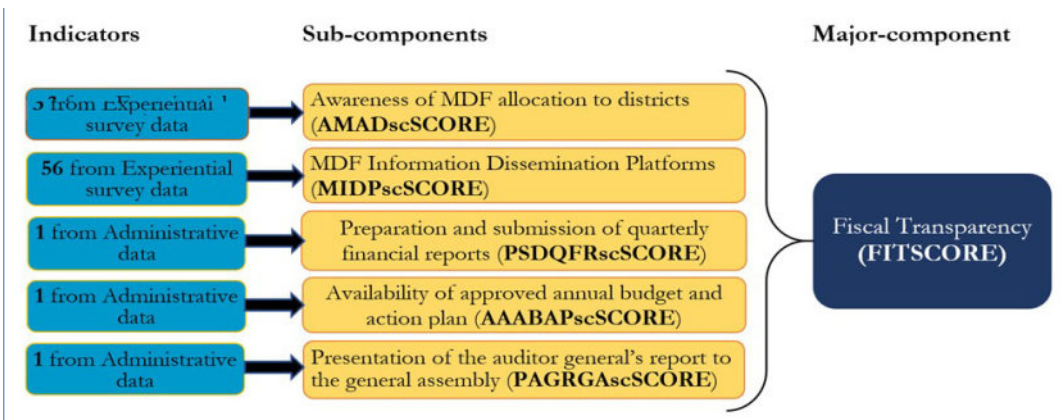 Indicators
Sub-components
Major-component
from Experiential
survey data
Awareness of MDF allocation to districts
(AMADscSCORE)
56 from Experiential
survey data
MDF Information Dissemination Platforms
(MIDPscSCORE)
1 from Administrative
data
Preparation and submission of quarterly
financial reports (PSDQFRscSCORE)
1 from Administrative
data
Availability of approved annual budget and
action plan (AAABAPscSCORE)
1 from Administrative
data
Presentation of the auditor general's report to
the general assembly (PAGRGAscSCORE)
Fiscal Transparency
(FITSCORE)